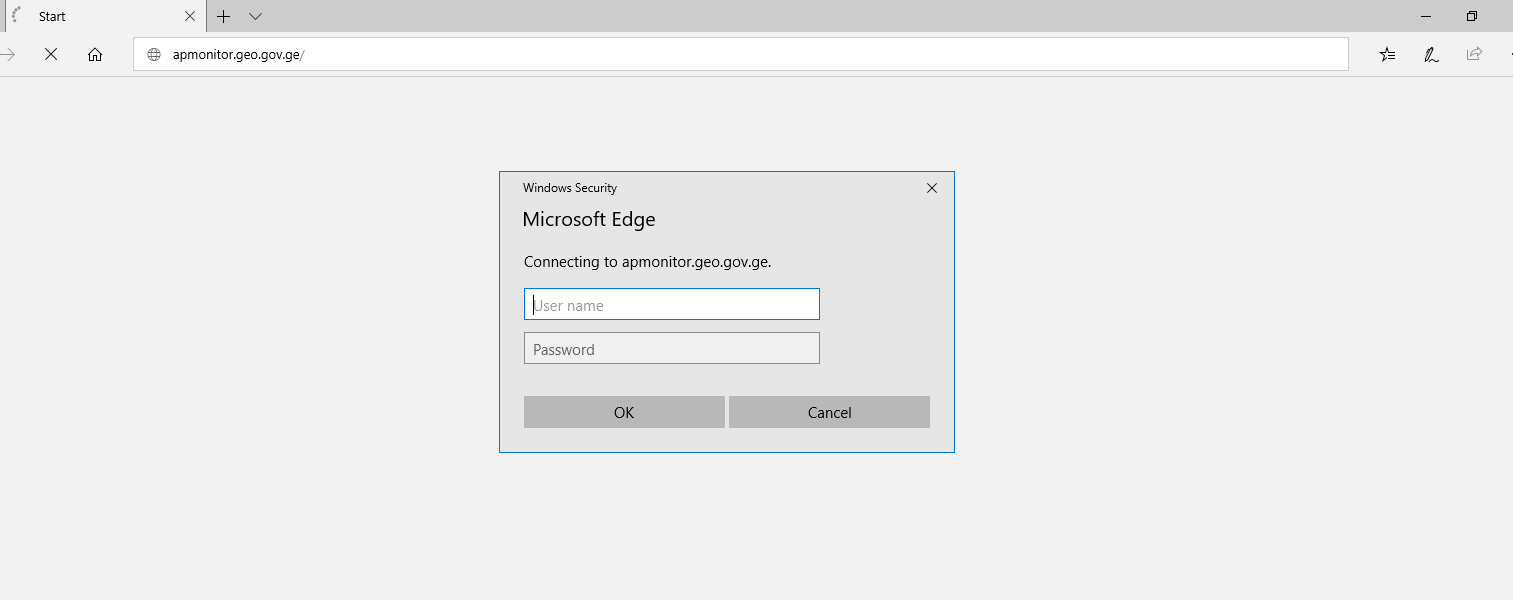 Start
apmonitor.geo.gov.ge/
Windows Security
Microsoft Edge
Connecting to apmonitor.geo.gov.ge.
User name
Password
OK Cancel